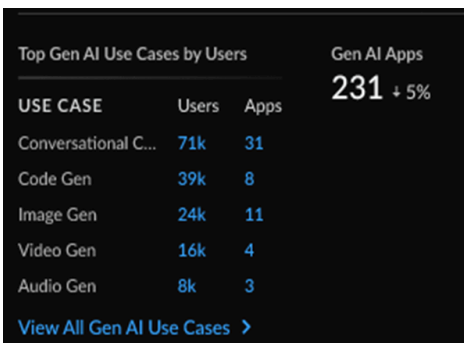 Top Gen AI Use Cases by Users
Gen AI Apps
231 ↓ 5%
USE CASE Users Apps
Conversational C... 71k 31
Code Gen 39k 8
Image Gen 24k 11
Video Gen 16k 4
Audio Gen 8k 3
View All Gen AI Use Cases >